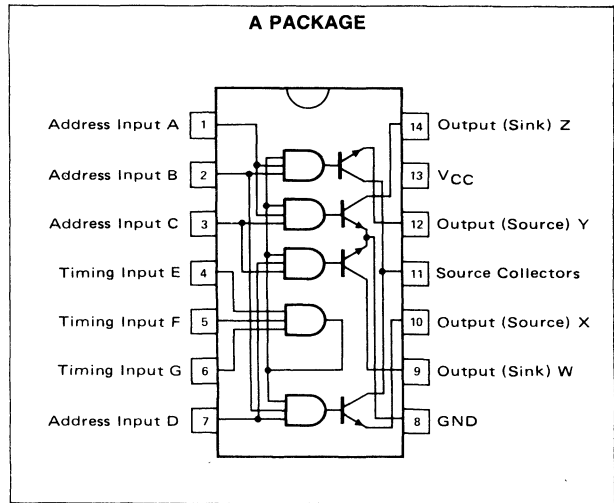 A PACKAGE
Address Input A 1
Address Input B 2
Address Input C 3
Timing Input E 4
Timing Input F 5
Timing Input G 6
Address Input D 7
14 Output (Sink) Z
13 VCC
12 Output (Source) Y
11 Source Collectors
10 Output (Source) X
9 Output (Sink) W
8 GND